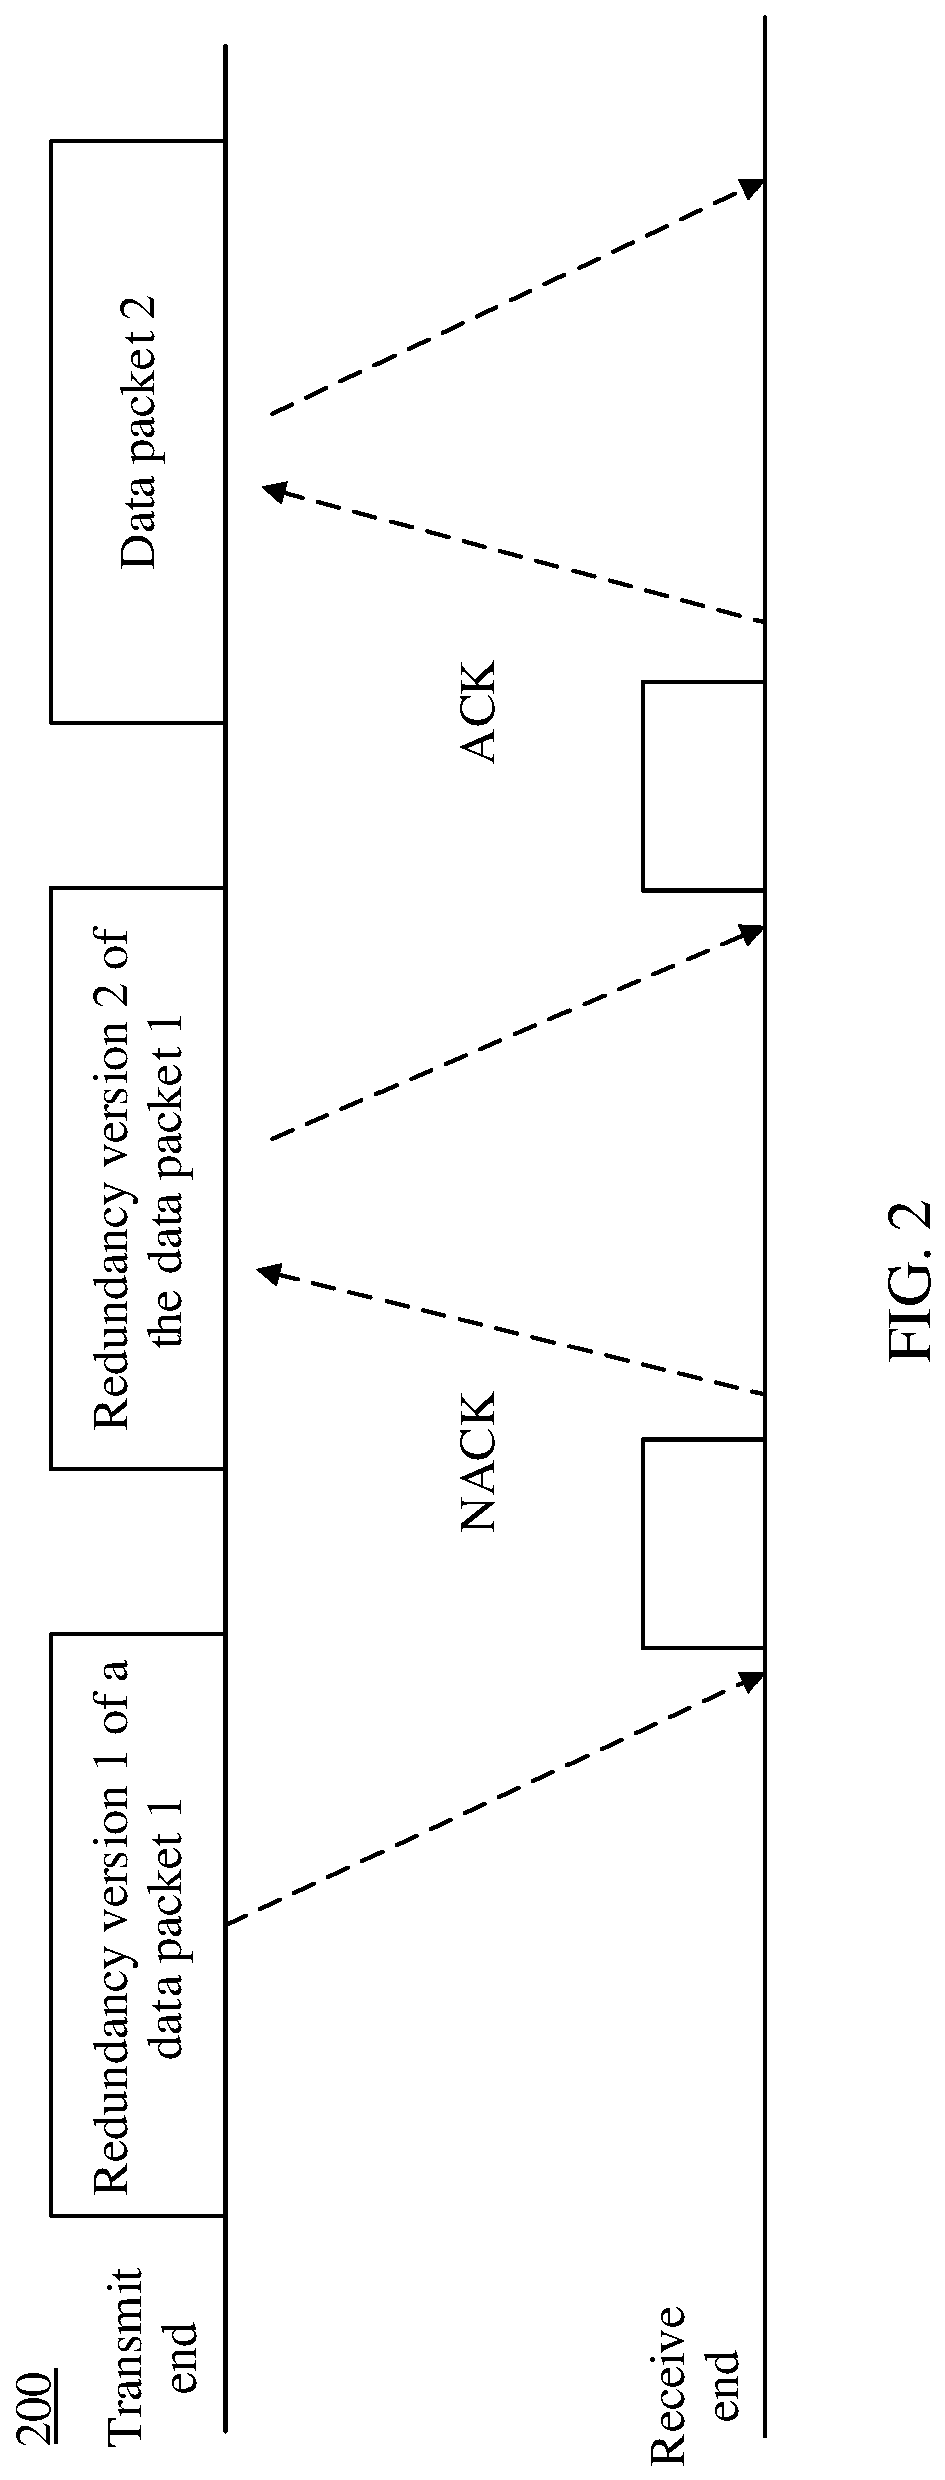 200
Transmit
end
Redundancy version 1 of a
data packet 1
Redundancy version 2 of
the data packet 1
Data packet 2
NACK
ACK
Receive
end
FIG. 2